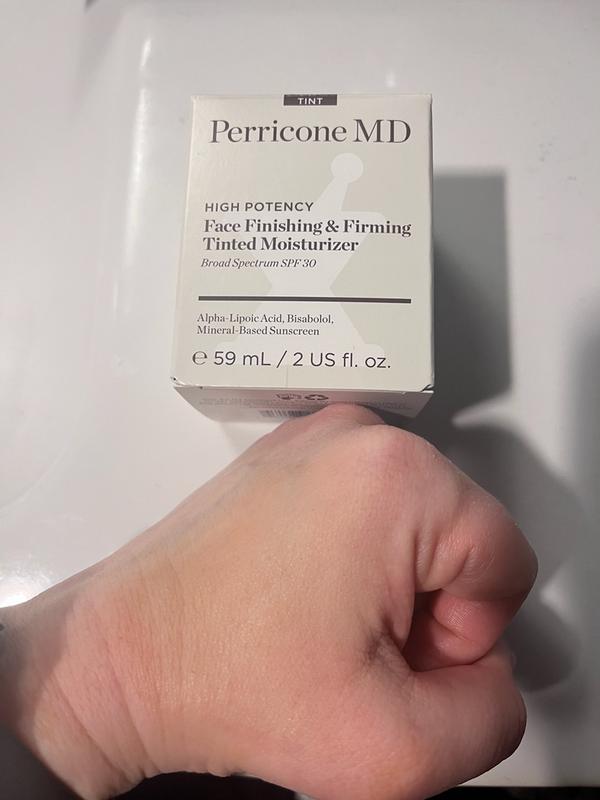 TINT
Perricone MD
HIGH POTENCY
Face Finishing & Firming
Tinted Moisturizer
Broad Spectrum SPF 30
Alpha-Lipoic Acid, Bisabolol,
Mineral-Based Sunscreen
℮ 59 mL / 2 US fl. oz.